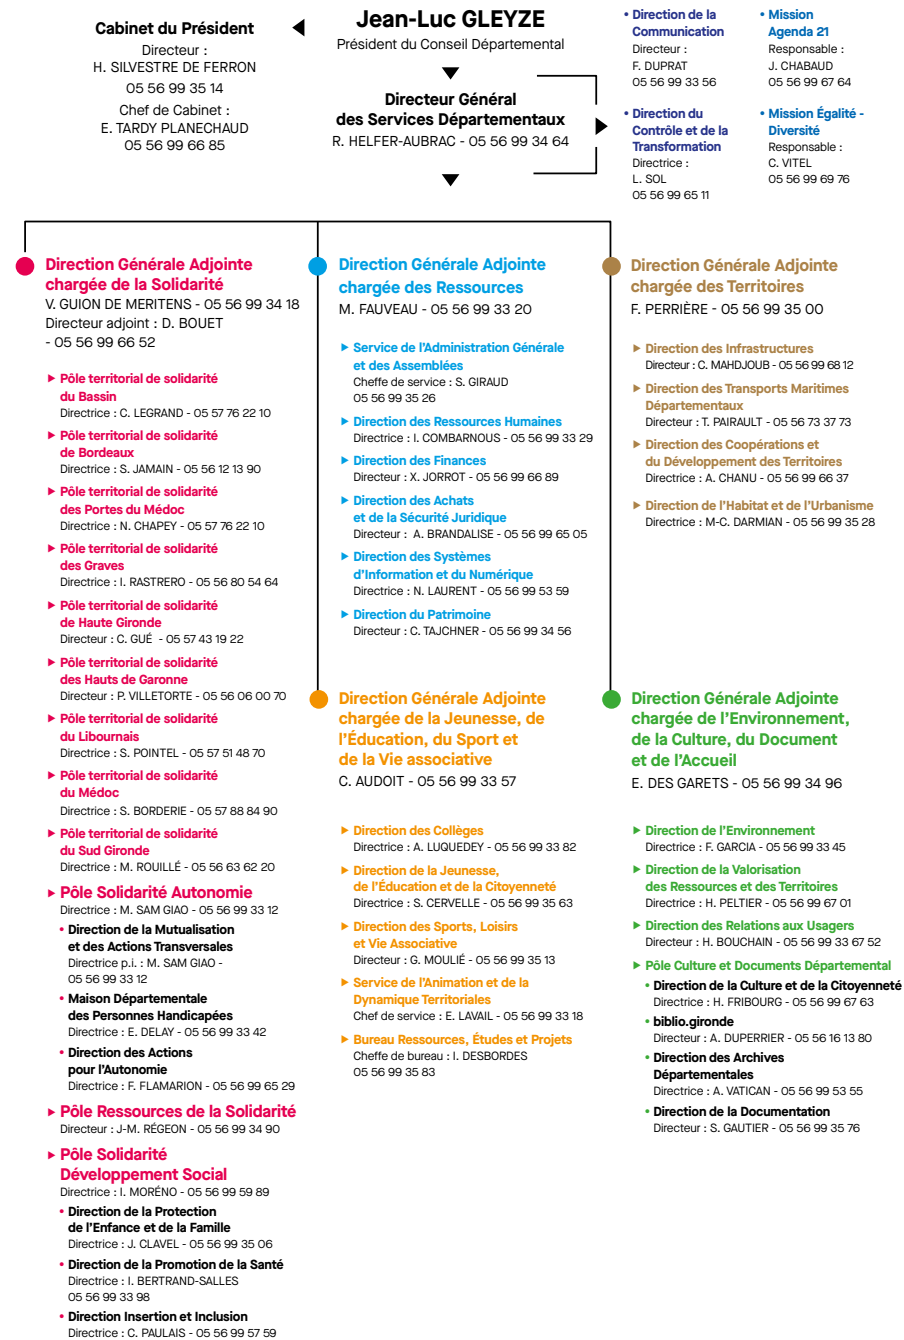 Cabinet du Président
Directeur :
H. SILVESTRE DE FERRON
05 56 99 35 14
Chef de Cabinet :
E. TARDY PLANECHAUD
05 56 99 66 85
Jean-Luc GLEYZE
Président du Conseil Départemental
Directeur Général
des Services Départementaux
R. HELFER-AUBRAC - 05 56 99 34 64
• Direction de la
Communication
Directeur :
F. DUPRAT
05 56 99 33 56
• Mission
Agenda 21
Responsable :
J. CHABAUD
05 56 99 67 64
• Direction du
Contrôle et de la
Transformation
Directrice :
L. SOL
05 56 99 65 11
• Mission Égalité -
Diversité
Responsable :
C. VITEL
05 56 99 69 76
Direction Générale Adjointe
chargée de la Solidarité
V. GUION DE MERITENS - 05 56 99 34 18
Directeur adjoint : D. BOUET
- 05 56 99 66 52
Pôle territorial de solidarité
du Bassin
Directrice : C. LEGRAND - 05 57 76 22 10
Pôle territorial de solidarité
de Bordeaux
Directrice : S. JAMAIN - 05 56 12 13 90
Pôle territorial de solidarité
des Portes du Médoc
Directrice : N. CHAPEY - 05 57 76 22 10
Pôle territorial de solidarité
des Graves
Directrice : I. RASTRERO - 05 56 80 54 64
Pôle territorial de solidarité
de Haute Gironde
Directeur : C. GUÉ - 05 57 43 19 22
Pôle territorial de solidarité
des Hauts de Garonne
Directeur : P. VILLETORTE - 05 56 06 00 70
Pôle territorial de solidarité
du Libournais
Directrice : S. POINTEL - 05 57 51 48 70
Pôle territorial de solidarité
du Médoc
Directrice : S. BORDERIE - 05 57 88 84 90
Pôle territorial de solidarité
du Sud Gironde
Directrice : M. ROUILLÉ - 05 56 63 62 20
Pôle Solidarité Autonomie
Directrice : M. SAM GIAO - 05 56 99 33 12
• Direction de la Mutualisation
et des Actions Transversales
Directrice p.i. : M. SAM GIAO -
05 56 99 33 12
• Maison Départementale
des Personnes Handicapées
Directrice : E. DELAY - 05 56 99 33 42
• Direction des Actions
pour l'Autonomie
Directrice : F. FLAMARION - 05 56 99 65 29
Pôle Ressources de la Solidarité
Directeur : J-M. RÉGEON - 05 56 99 34 90
Pôle Solidarité
Développement Social
Directrice : I. MORÉNO - 05 56 99 59 89
• Direction de la Protection
de l'Enfance et de la Famille
Directrice : J. CLAVEL - 05 56 99 35 06
• Direction de la Promotion de la Santé
Directrice : I. BERTRAND-SALLES
05 56 99 33 98
• Direction Insertion et Inclusion
Directrice : C. PAULAIS - 05 56 99 57 59
Direction Générale Adjointe
chargée des Ressources
M. FAUVEAU - 05 56 99 33 20
Service de l'Administration Générale
et des Assemblées
Cheffe de service : S. GIRAUD
05 56 99 35 26
Direction des Ressources Humaines
Directrice : I. COMBARNOUS - 05 56 99 33 29
Direction des Finances
Directeur : X. JORROT - 05 56 99 66 89
Direction des Achats
et de la Sécurité Juridique
Directeur : A. BRANDALISE - 05 56 99 65 05
Direction des Systèmes
d'Information et du Numérique
Directrice : N. LAURENT - 05 56 99 53 59
Direction du Patrimoine
Directeur : C. TAJCHNER - 05 56 99 34 56
Direction Générale Adjointe
chargée de la Jeunesse, de
l'Éducation, du Sport et
de la Vie associative
C. AUDOIT - 05 56 99 33 57
Direction des Collèges
Directrice : A. LUQUEDEY - 05 56 99 33 82
Direction de la Jeunesse,
de l'Éducation et de la Citoyenneté
Directrice : S. CERVELLE - 05 56 99 35 63
Direction des Sports, Loisirs
et Vie Associative
Directeur : G. MOULIÉ - 05 56 99 35 13
Service de l'Animation et de la
Dynamique Territoriales
Chef de service : E. LAVAIL - 05 56 99 33 18
Bureau Ressources, Études et Projets
Cheffe de bureau : I. DESBORDES
05 56 99 35 83
Direction Générale Adjointe
chargée des Territoires
F. PERRIÈRE - 05 56 99 35 00
Direction des Infrastructures
Directeur : C. MAHDJOUB - 05 56 99 68 12
Direction des Transports Maritimes
Départementaux
Directeur : T. PAIRAULT - 05 56 73 37 73
Direction des Coopérations et
du Développement des Territoires
Directrice : A. CHANU - 05 56 99 66 37
Direction de l'Habitat et de l'Urbanisme
Directrice : M-C. DARMIAN - 05 56 99 35 28
Direction Générale Adjointe
chargée de l'Environnement,
de la Culture, du Document
et de l'Accueil
E. DES GARETS - 05 56 99 34 96
Direction de l'Environnement
Directrice : F. GARCIA - 05 56 99 33 45
Direction de la Valorisation
des Ressources et des Territoires
Directrice : H. PELTIER - 05 56 99 67 01
Direction des Relations aux Usagers
Directeur : H. BOUCHAIN - 05 56 99 33 67 52
Pôle Culture et Documents Départemental
• Direction de la Culture et de la Citoyenneté
Directrice : H. FRIBOURG - 05 56 99 67 63
• biblio.gironde
Directeur : A. DUPERRIER - 05 56 16 13 80
• Direction des Archives
Départementales
Directrice : A. VATICAN - 05 56 99 53 55
• Direction de la Documentation
Directeur : S. GAUTIER - 05 56 99 35 76